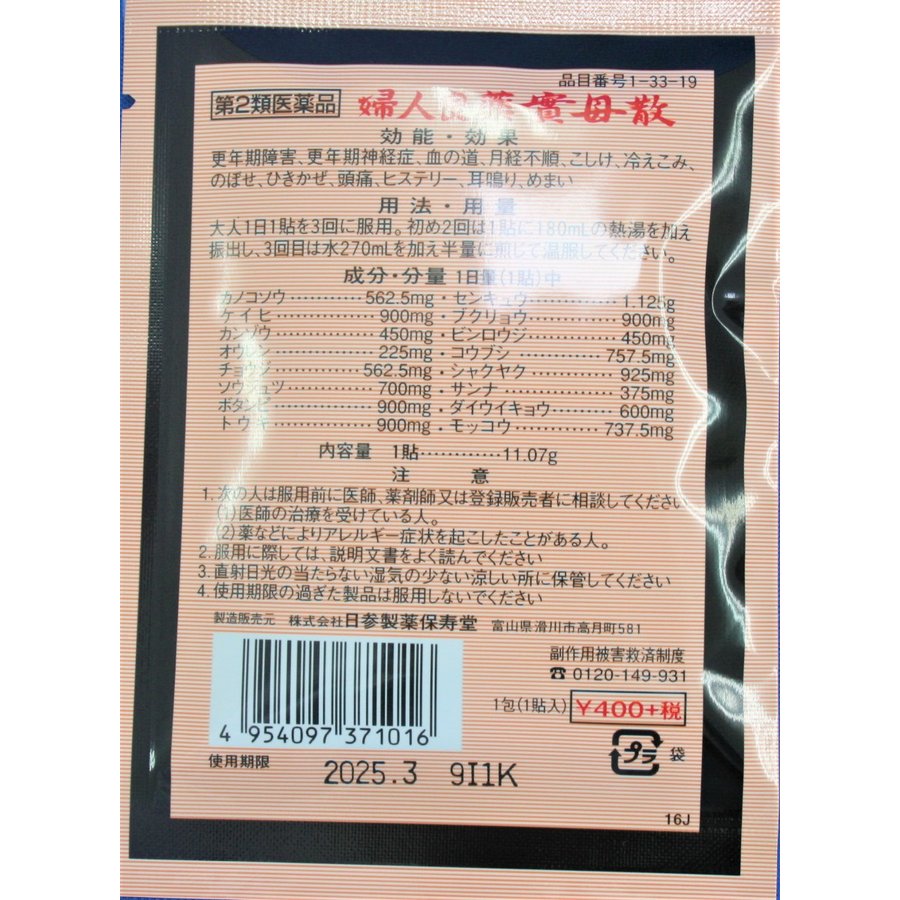 品目番号1-33-19
第2類医薬品 婦人良薬實母散
効能・効果
更年期障害、更年期神経症、血の道、月経不順、こしけ、冷えこみ、
のぼせ、ひきかぜ、頭痛、ヒステリー、耳鳴り、めまい
用法・用量
大人1日1貼を3回に服用。初め2回は1貼に180mLの熱湯を加え
振出し、3回目は水270mLを加え半量に煎じて温服してください。
成分・分量 1日量(1貼)中
カノコソウ…………562.5mg・センキュウ……………1.125g
ケイヒ………………900mg・ブクリョウ……………900mg
カンゾウ……………450mg・ビンロウジ……………450mg
オウレン……………225mg・コウブシ……………757.5mg
チョウジ……………562.5mg・シャクヤク……………925mg
ソウジュツ…………700mg・サンナ…………………375mg
ボタンピ……………900mg・ダイウイキョウ………600mg
トウキ………………900mg・モッコウ……………737.5mg
内容量 1貼…………11.07g
注意
1. 次の人は服用前に医師、薬剤師又は登録販売者に相談してください
(1)医師の治療を受けている人。
(2)薬などによりアレルギー症状を起こしたことがある人。
2. 服用に際しては、説明文書をよく読んでください
3. 直射日光の当たらない湿気の少ない涼しい所に保管してください
4. 使用期限の過ぎた製品は服用しないでください
製造販売元 株式会社日参製薬保寿堂 富山県滑川市高月町581
副作用被害救済制度
☎0120-149-931
1包(1貼入) ¥400+税
4 954097 371016
プラ 袋
使用期限 2025.3 9I1K
16J